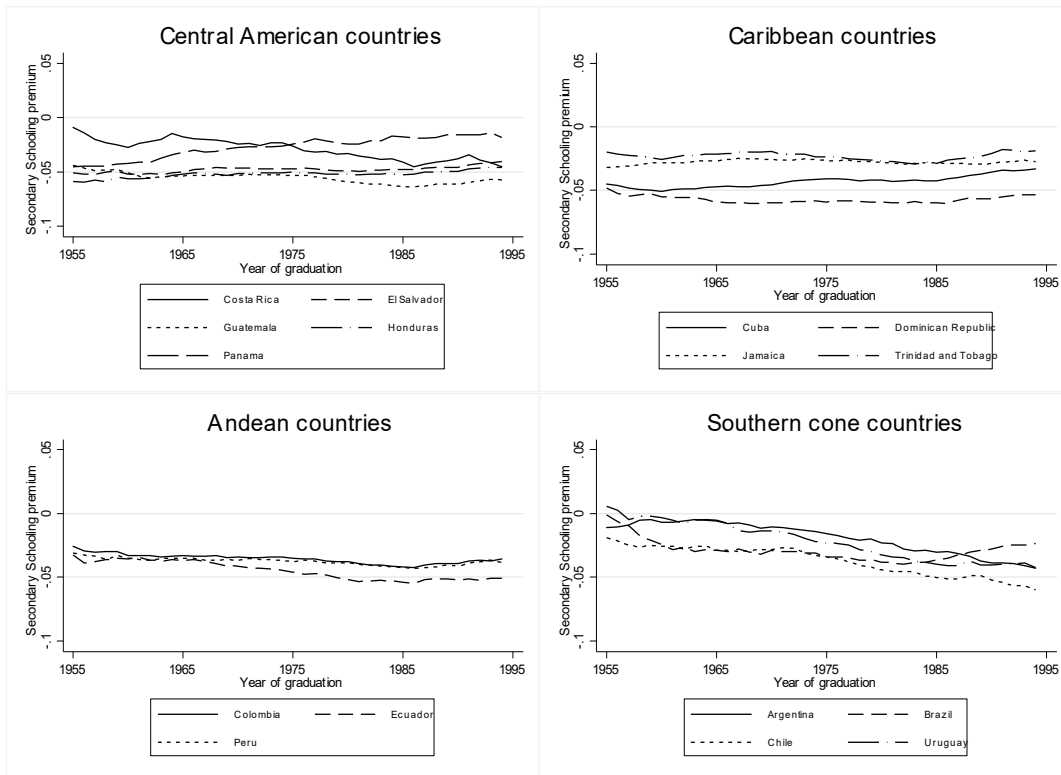 Central American countries
Secondary Schooling premium
.05
0
-.05
-.1
1955 1965 1975 1985 1995
Year of graduation
Costa Rica El Salvador
Guatemala Honduras
Panama
Caribbean countries
Secondary Schooling premium
.05
0
-.05
-.1
1955 1965 1975 1985 1995
Year of graduation
Cuba Dominican Republic
Jamaica Trinidad and Tobago
Andean countries
Secondary Schooling premium
.05
0
-.05
-.1
1955 1965 1975 1985 1995
Year of graduation
Colombia Ecuador
Peru
Southern cone countries
Secondary Schooling premium
.05
0
-.05
-.1
1955 1965 1975 1985 1995
Year of graduation
Argentina Brazil
Chile Uruguay